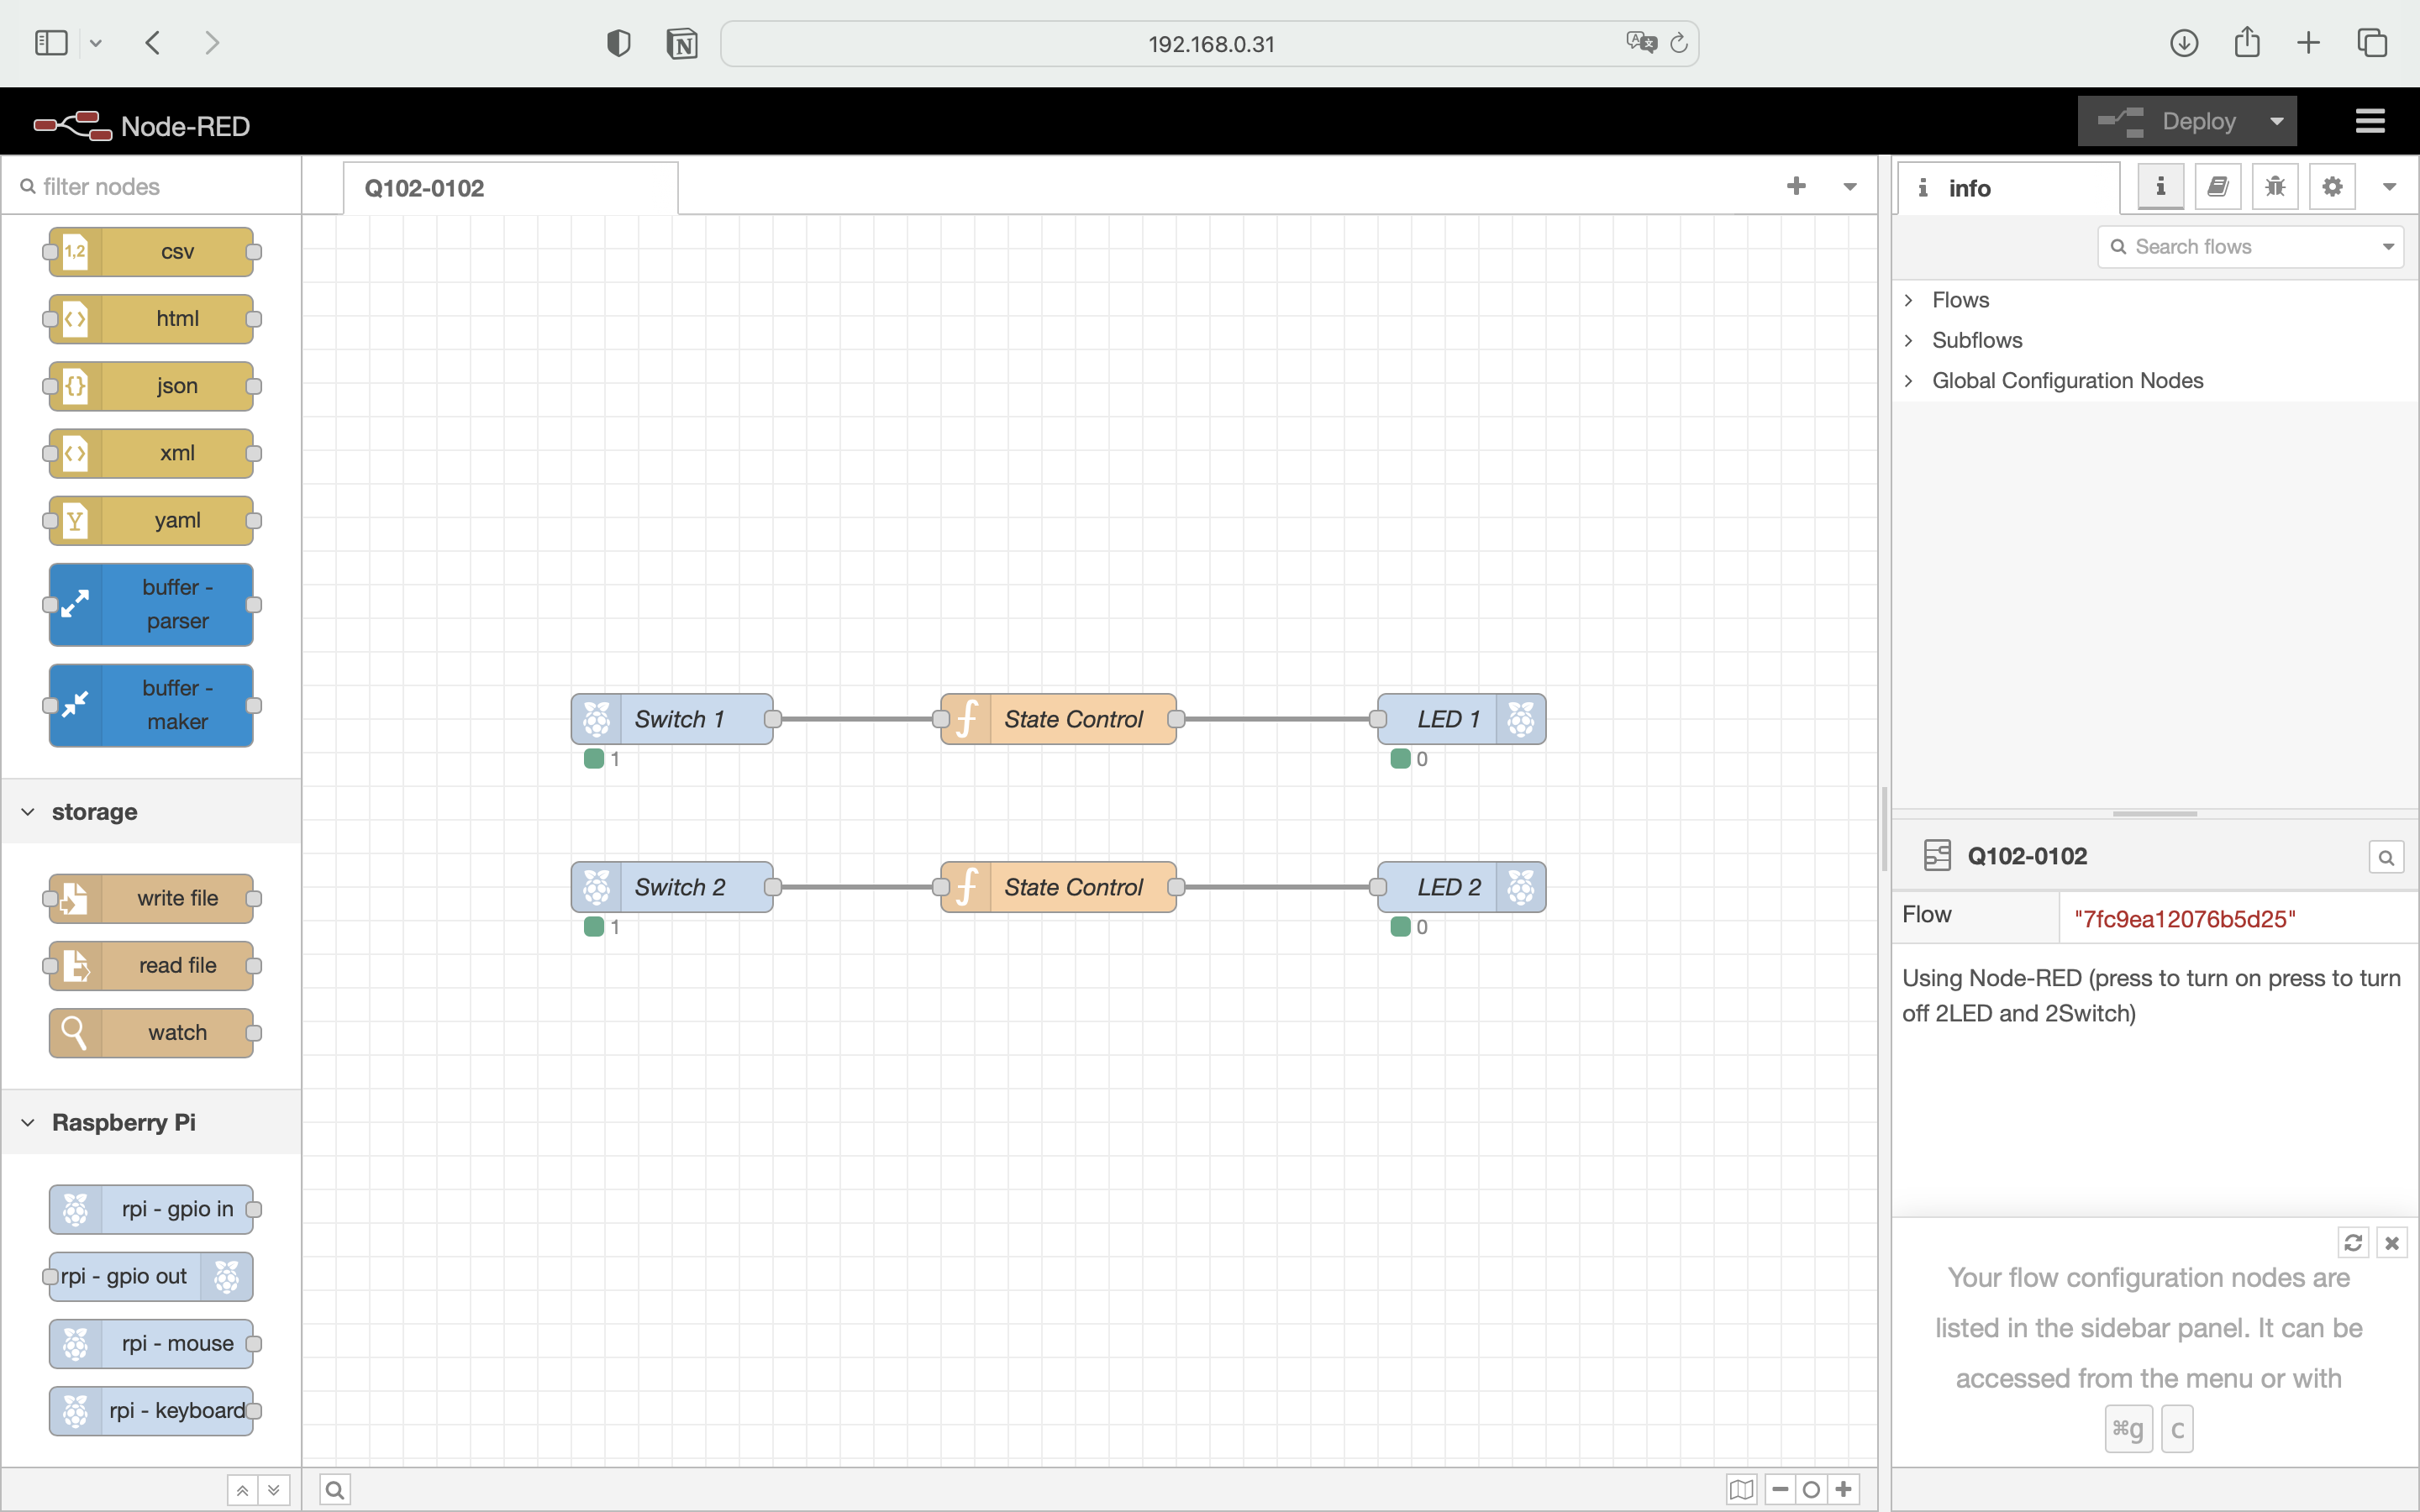 192.168.0.31
Node-RED
Deploy
filter nodes
Q102-0102
i info
i
Search flows
csv
1,2
html
json
xml
yaml
Y
buffer -
parser
buffer -
maker
storage
write file
read file
watch
Raspberry Pi
rpi - gpio in
rpi - gpio out
rpi - mouse
rpi - keyboard
Switch 1
1
State Control
LED 1
0
Switch 2
1
State Control
LED 2
0
Flows
Subflows
Global Configuration Nodes
Q102-0102
Flow "7fc9ea12076b5d25"
Using Node-RED (press to turn on press to turn
off 2LED and 2Switch)
Your flow configuration nodes are
listed in the sidebar panel. It can be
accessed from the menu or with
⌘g c